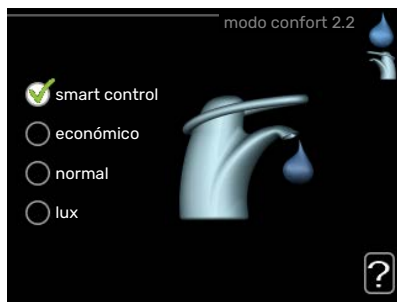 modo confort 2.2
smart control
económico
normal
lux
?